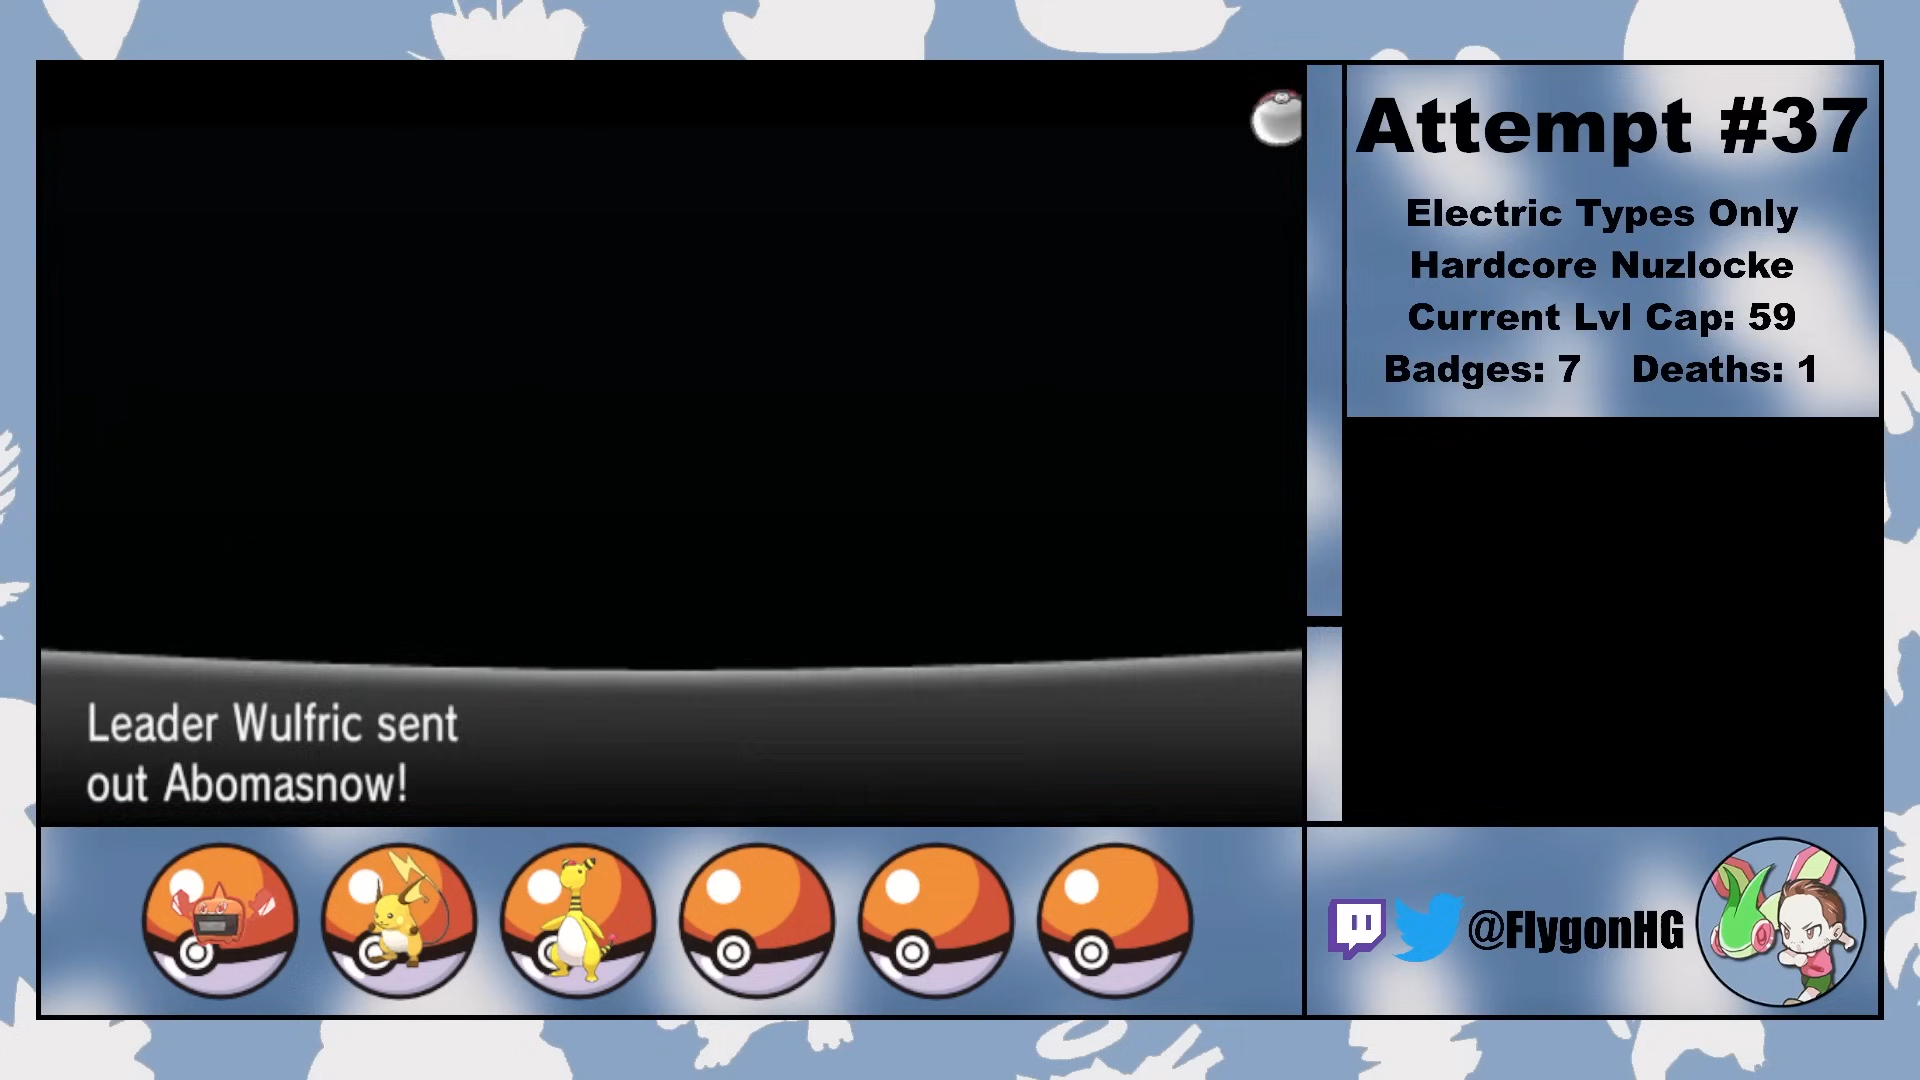 Attempt #37
Electric Types Only
Hardcore Nuzlocke
Current Lvl Cap: 59
Badges: 7 Deaths: 1
Leader Wulfric sent
out Abomasnow!
@FlygonHG